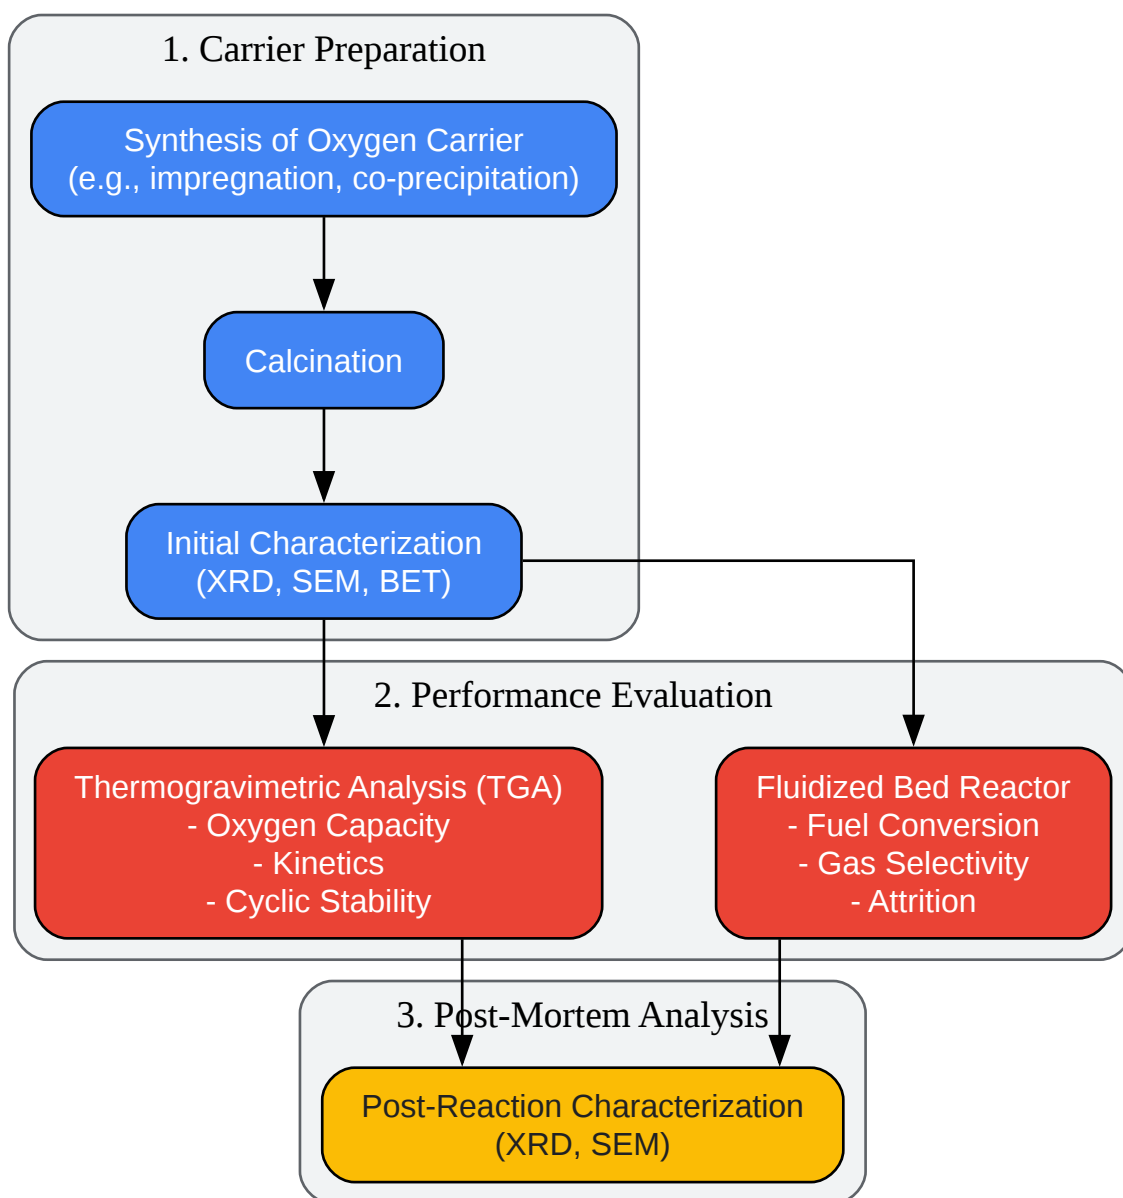 1. Carrier Preparation
Synthesis of Oxygen Carrier
(e.g., impregnation, co-precipitation)
Calcination
Initial Characterization
(XRD, SEM, BET)
2. Performance Evaluation
Thermogravimetric Analysis (TGA)
- Oxygen Capacity
- Kinetics
- Cyclic Stability
Fluidized Bed Reactor
- Fuel Conversion
- Gas Selectivity
- Attrition
3. Post-Mortem Analysis
Post-Reaction Characterization
(XRD, SEM)